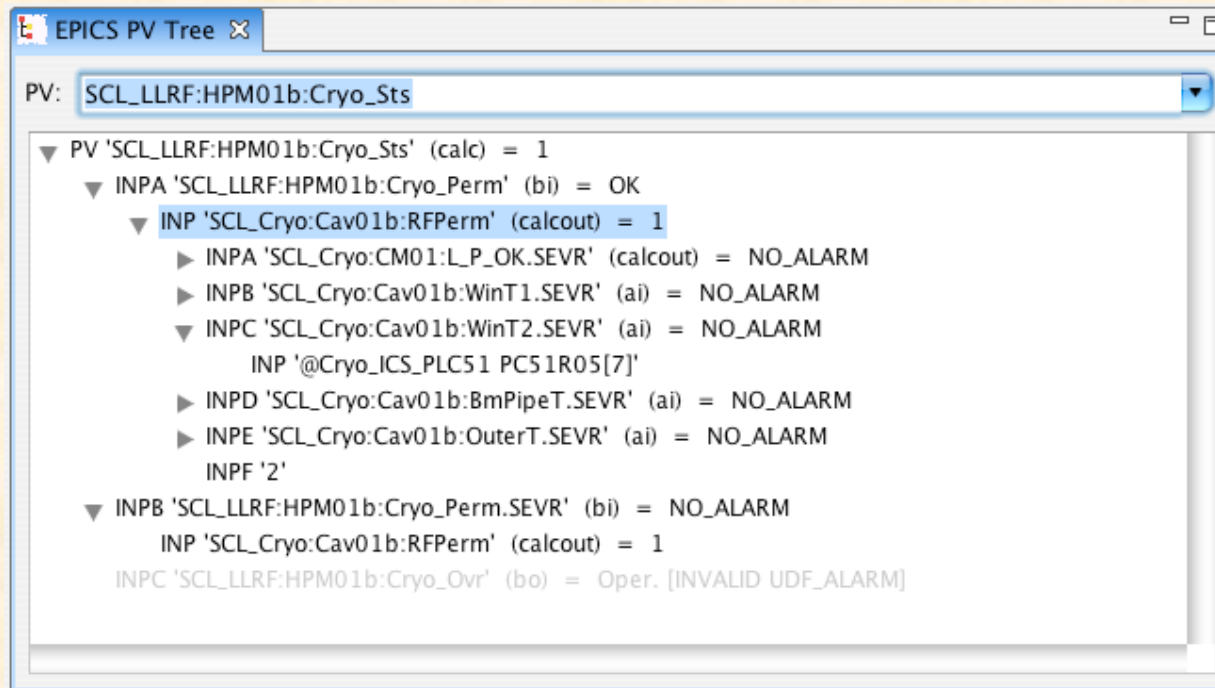 EPICS PV Tree
PV: SCL_LLRF:HPM01b:Cryo_Sts
PV 'SCL_LLRF:HPM01b:Cryo_Sts' (calc) = 1
INPA 'SCL_LLRF:HPM01b:Cryo_Perm' (bi) = OK
INP 'SCL_Cryo:Cav01b:RFPerm' (calcout) = 1
INPA 'SCL_Cryo:CM01:L_P_OK.SEVR' (calcout) = NO_ALARM
INPB 'SCL_Cryo:Cav01b:WinT1.SEVR' (ai) = NO_ALARM
INPC 'SCL_Cryo:Cav01b:WinT2.SEVR' (ai) = NO_ALARM
INP '@Cryo_ICS_PLC51 PC51R05[7]'
INPD 'SCL_Cryo:Cav01b:BmPipeT.SEVR' (ai) = NO_ALARM
INPE 'SCL_Cryo:Cav01b:OuterT.SEVR' (ai) = NO_ALARM
INPF '2'
INPB 'SCL_LLRF:HPM01b:Cryo_Perm.SEVR' (bi) = NO_ALARM
INP 'SCL_Cryo:Cav01b:RFPerm' (calcout) = 1
INPC 'SCL_LLRF:HPM01b:Cryo_Ovr' (bo) = Oper. [INVALID UDF_ALARM]